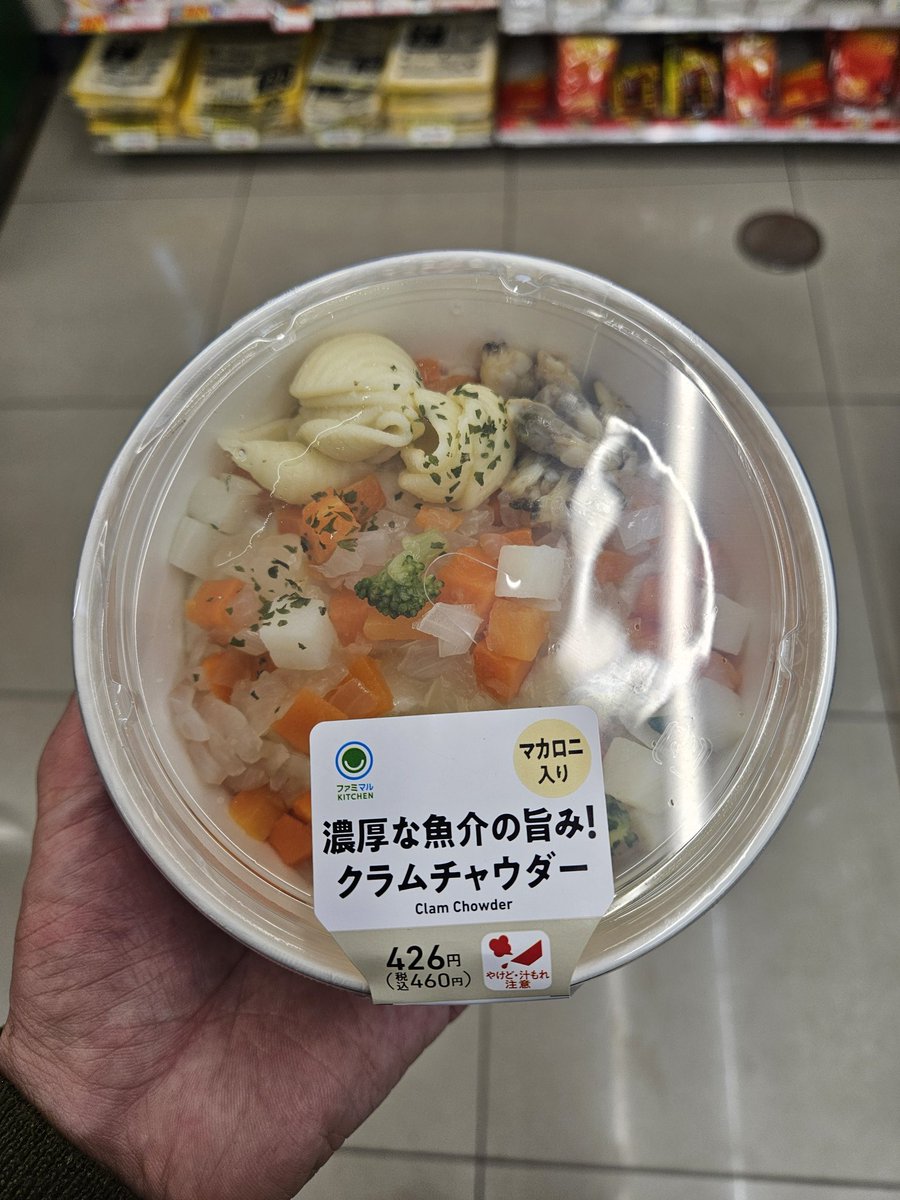 ファミマル
KITCHEN
マカロニ
入り
濃厚な魚介の旨み!
クラムチャウダー
Clam Chowder
426円
(税込460円)
やけど・汁もれ
注意